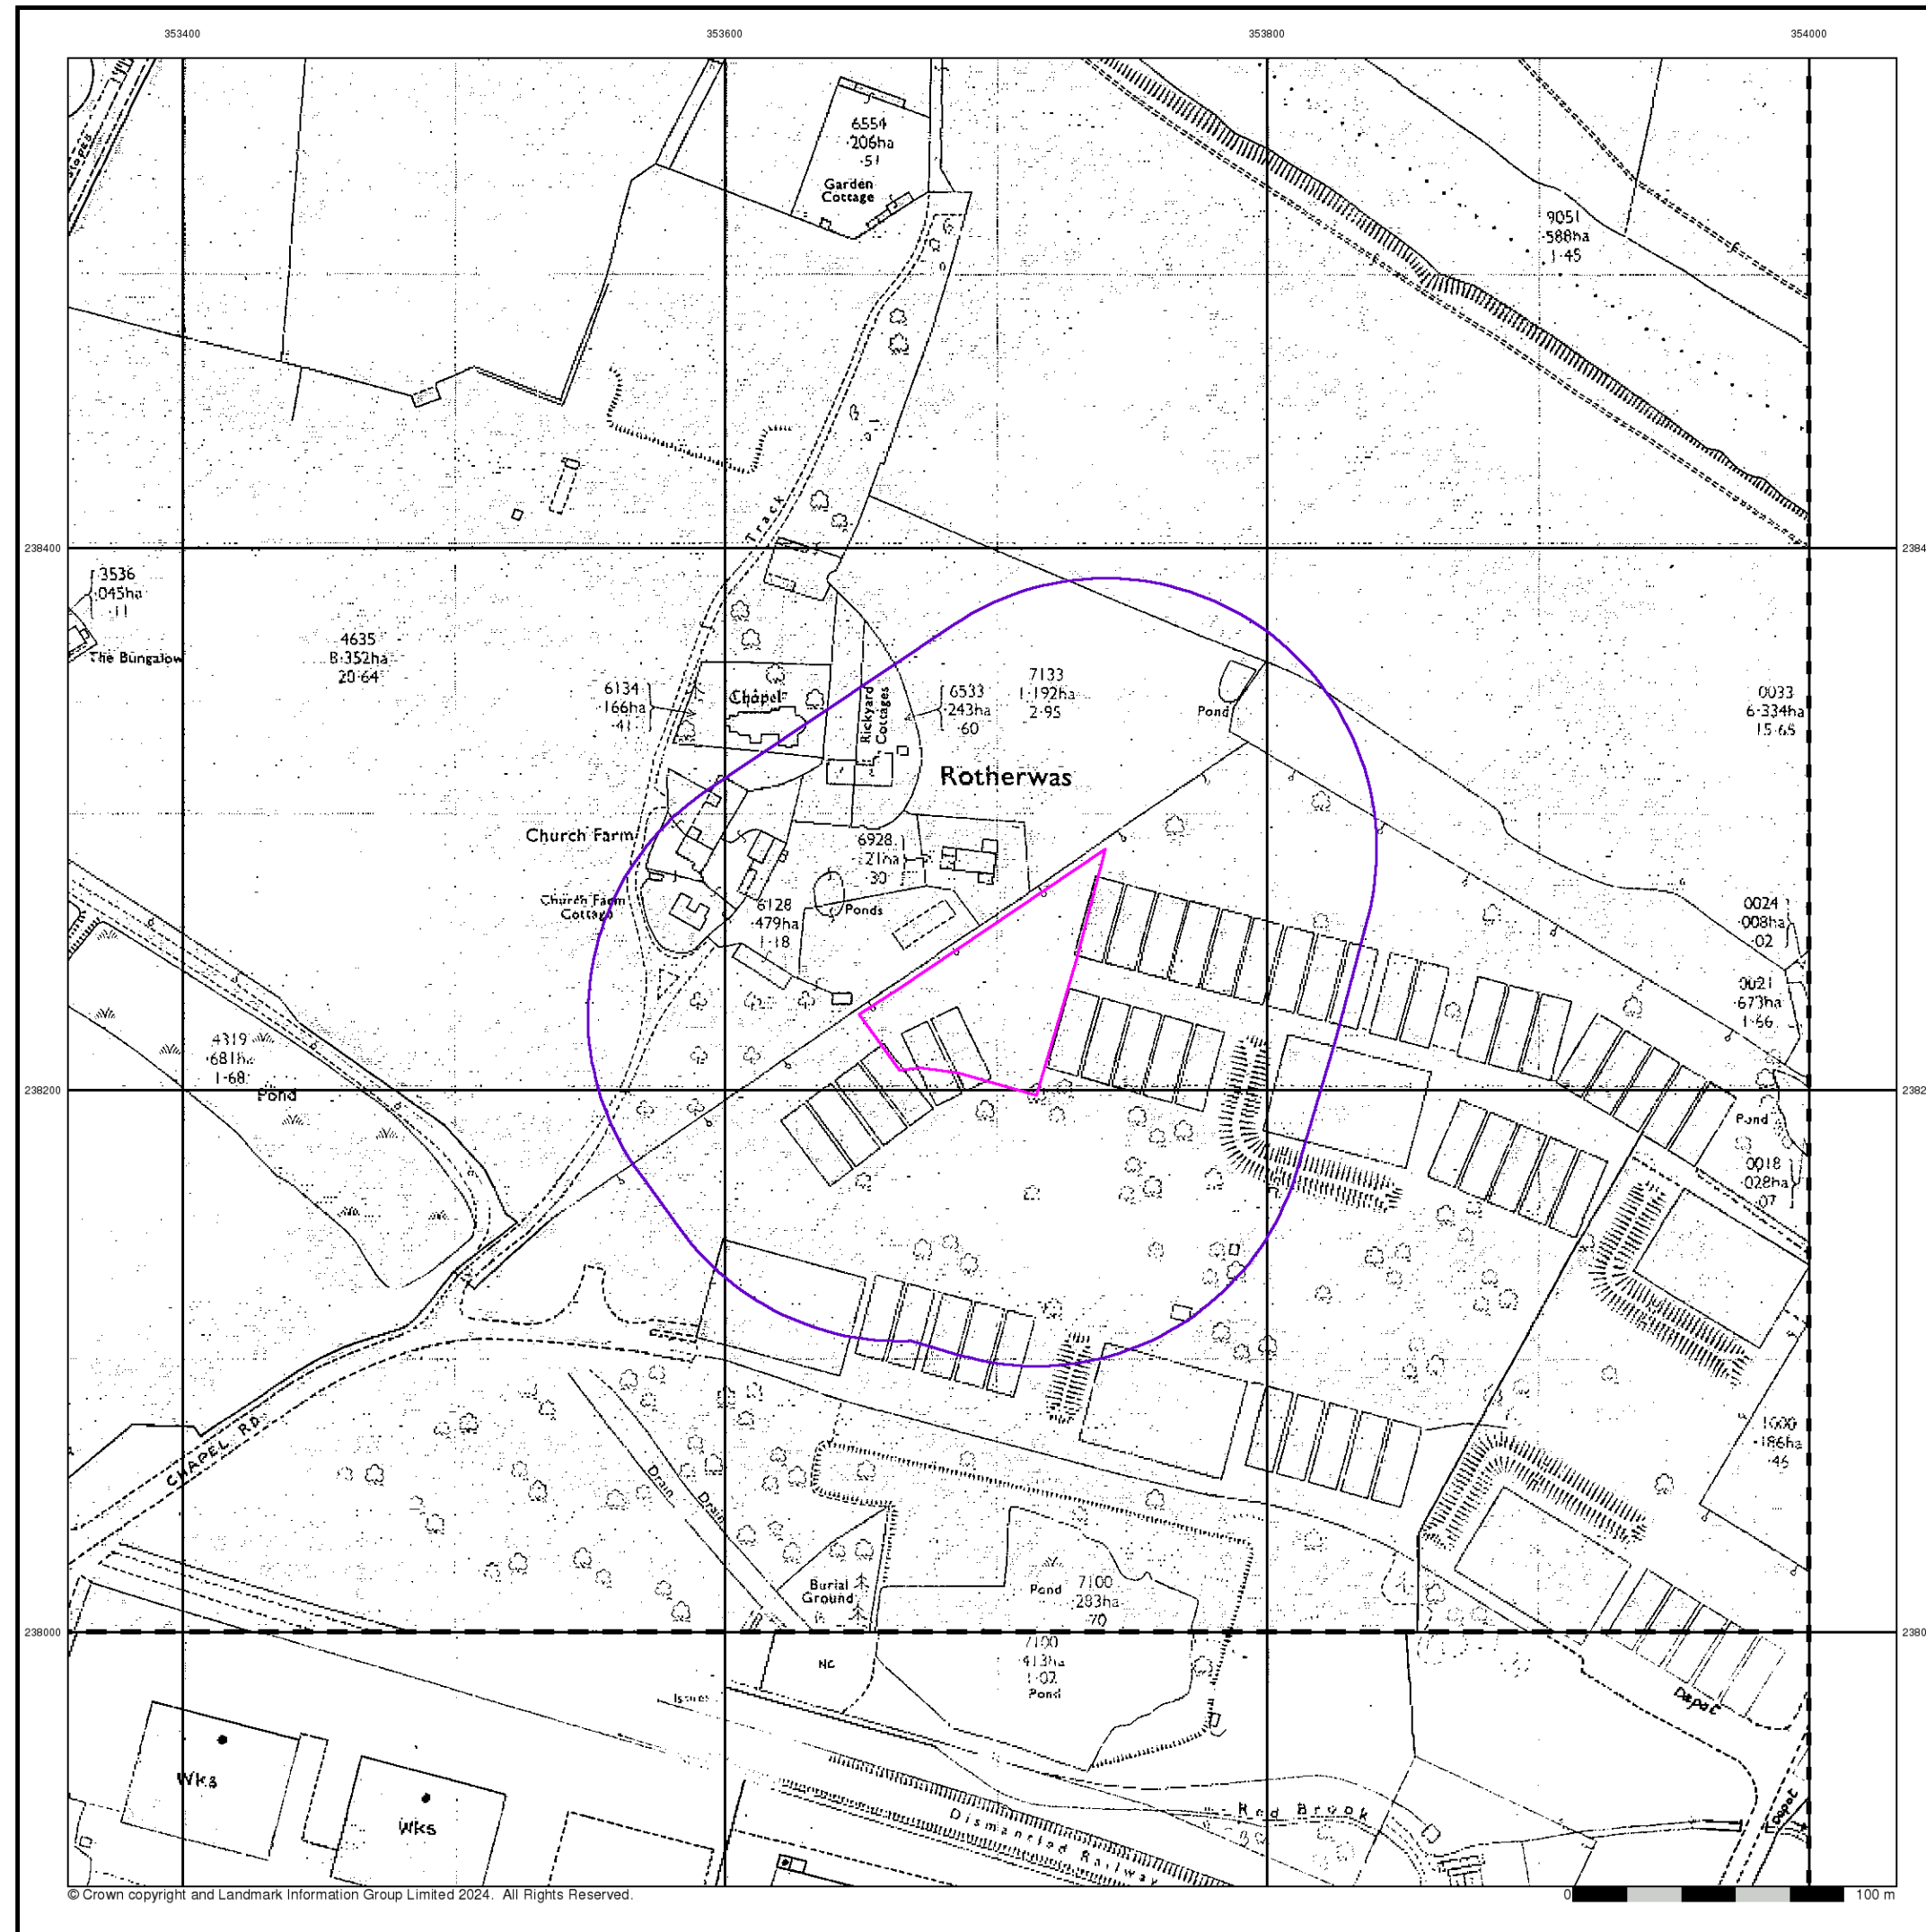 353400
353600
353800
354000
6554
·206ha
·51
Garden
Cottage
9051
·588ha
1·45
Track
238400
3536
·045ha
·11
The Bungalow
4635
8·352ha
20·64
6134
·166ha
·41
Chapel
Rickyard
Cottages
6533
·243ha
·60
7133
1·192ha
2·95
Pond
0033
6·334ha
15·65
Rotherwas
Church Farm
6928
·121ha
·30
Church Farm
Cottage
6128
·479ha
1·18
Ponds
0024
·008ha
·02
0021
·673ha
1·66
4319
·681ha
1·68
Pond
238200
Pond
0018
·028ha
·07
CHAPEL RD
Drain
Drain
1000
·186ha
·46
Burial
Ground
Pond
7100
·283ha
·70
238000
7100
·413ha
1·02
Pond
NC
Issues
Depot
Wks
Wks
Red Brook
Dismantled Railway
Depot
© Crown copyright and Landmark Information Group Limited 2024. All Rights Reserved.
0
100 m